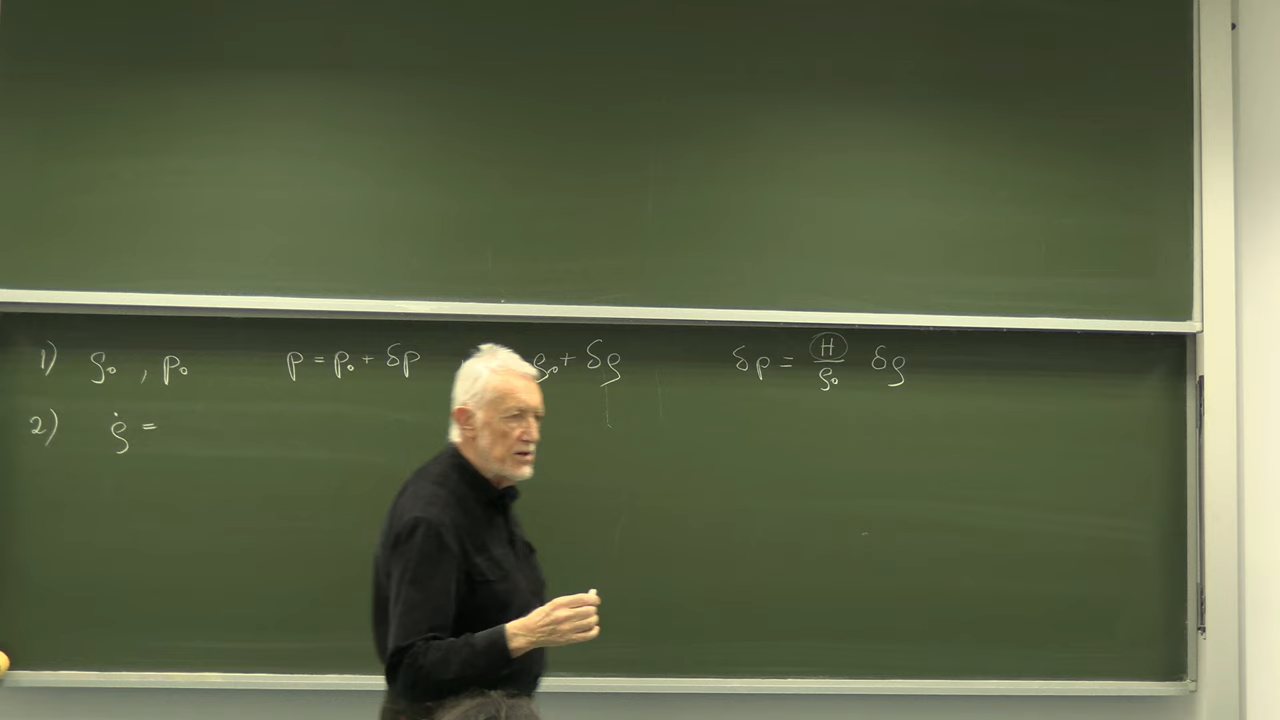 1) ρ₀ , p₀ p = p₀ + δp ρ₀ + δρ δp = H/ρ₀ δρ
2) ρ̇ =